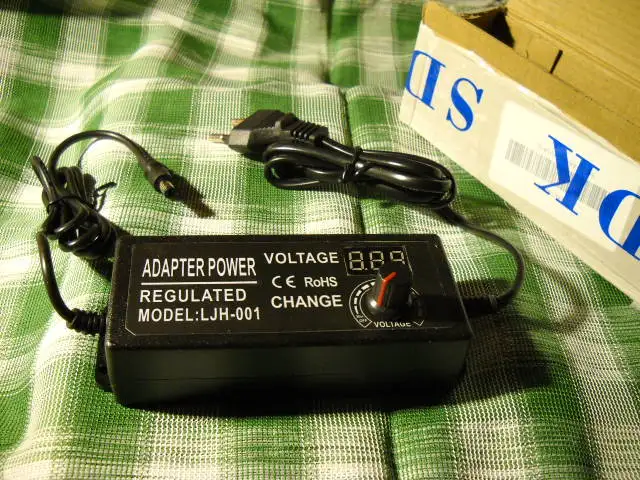 ADAPTER POWER
REGULATED
MODEL:LJH-001
VOLTAGE
CE RoHS
CHANGE
VOLTAGE
SD
DK